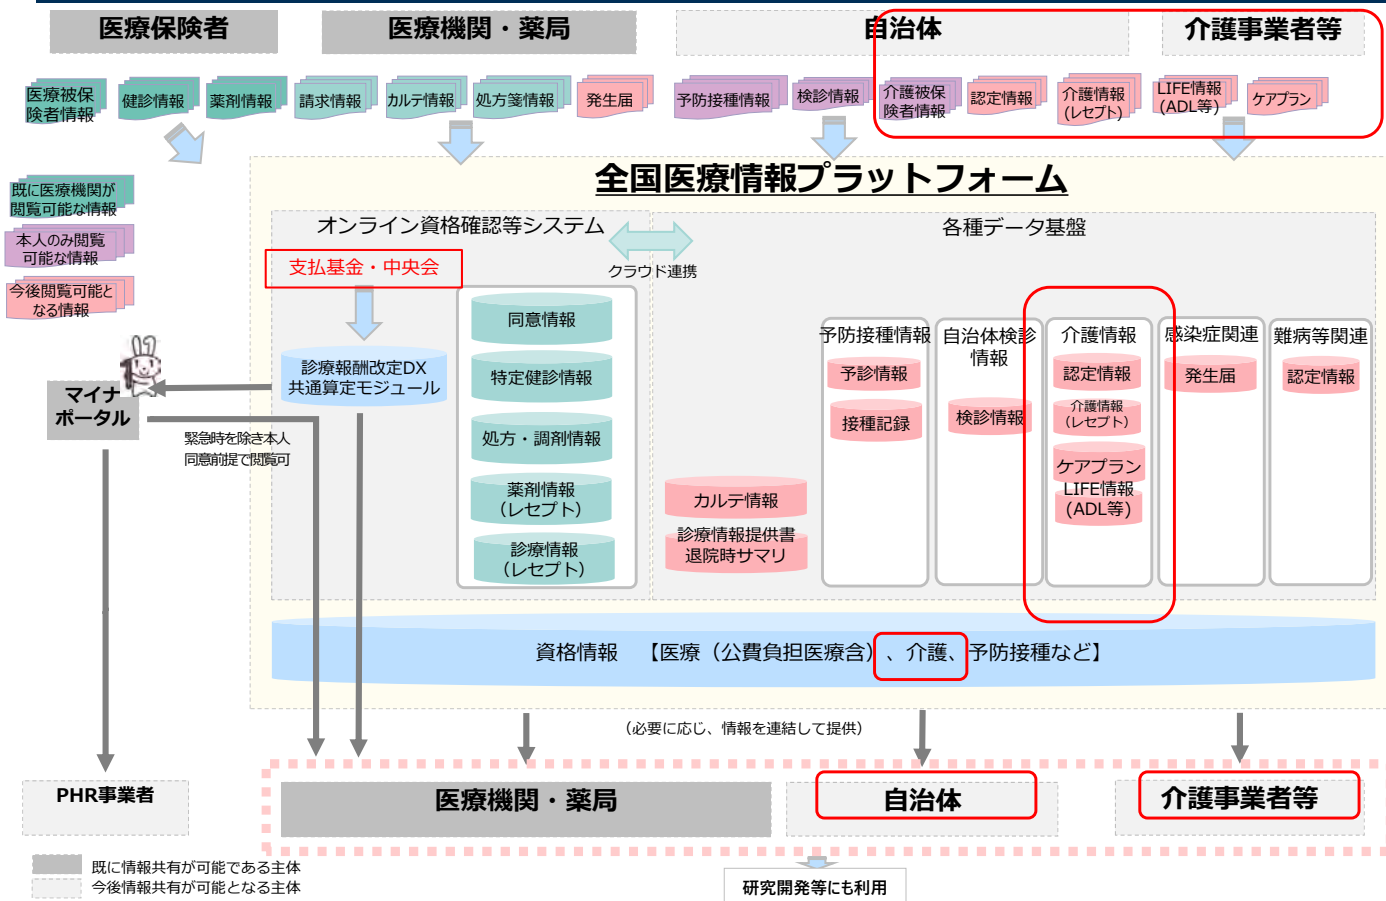 医療保険者
医療機関・薬局
自治体
介護事業者等
医療被保
険者情報
健診情報
薬剤情報
請求情報
カルテ情報
処方箋情報
発生届
予防接種情報
検診情報
介護被保
険者情報
認定情報
介護情報
(レセプト)
LIFE情報
(ADL等)
ケアプラン
既に医療機関が
閲覧可能な情報
本人のみ閲覧
可能な情報
今後閲覧可能と
なる情報
全国医療情報プラットフォーム
オンライン資格確認等システム
各種データ基盤
クラウド連携
支払基金・中央会
診療報酬改定DX
共通算定モジュール
同意情報
特定健診情報
処方・調剤情報
薬剤情報
(レセプト)
診療情報
(レセプト)
カルテ情報
診療情報提供書
退院時サマリ
予防接種情報
予診情報
接種記録
自治体検診
情報
検診情報
介護情報
認定情報
介護情報
(レセプト)
ケアプラン
LIFE情報
(ADL等)
感染症関連
発生届
難病等関連
認定情報
マイナ
ポータル
緊急時を除き本人
同意前提で閲覧可
資格情報 【医療（公費負担医療含）、介護、予防接種など】
（必要に応じ、情報を連結して提供）
PHR事業者
医療機関・薬局
自治体
介護事業者等
既に情報共有が可能である主体
今後情報共有が可能となる主体
研究開発等にも利用